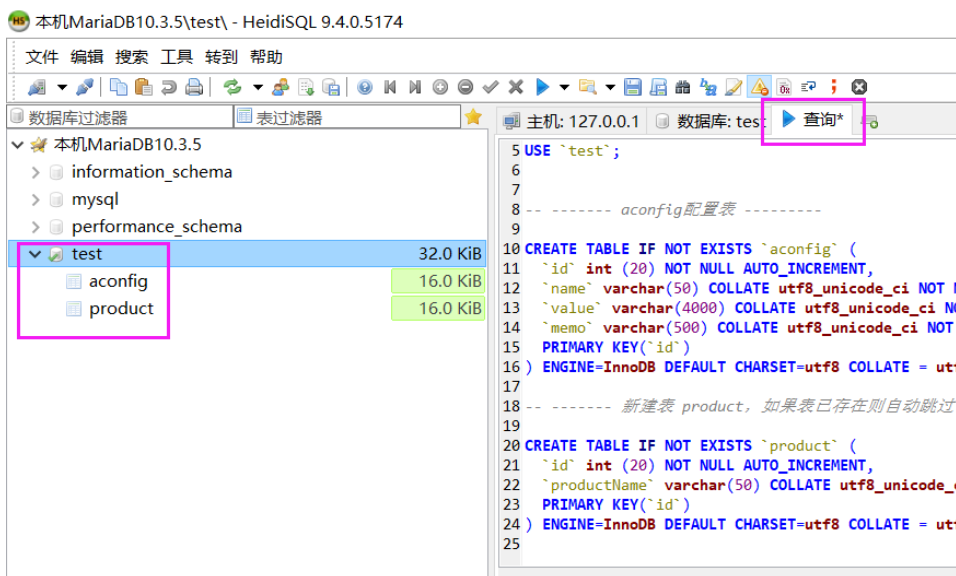 本机MariaDB10.3.5\test\ - HeidiSQL 9.4.0.5174
文件 编辑 搜索 工具 转到 帮助
数据库过滤器 表过滤器
主机: 127.0.0.1 数据库: test 查询*
本机MariaDB10.3.5
information_schema
mysql
performance_schema
test 32.0 KiB
aconfig 16.0 KiB
product 16.0 KiB
5 USE `test`;
6
7
8 -- ------- aconfig配置表 ---------
9
10 CREATE TABLE IF NOT EXISTS `aconfig` (
11 `id` int (20) NOT NULL AUTO_INCREMENT,
12 `name` varchar(50) COLLATE utf8_unicode_ci NOT
13 `value` varchar(4000) COLLATE utf8_unicode_ci
14 `memo` varchar(500) COLLATE utf8_unicode_ci NOT
15 PRIMARY KEY(`id`)
16 ) ENGINE=InnoDB DEFAULT CHARSET=utf8 COLLATE =
17
18 -- ------- 新建表 product，如果表已存在则自动跳过
19
20 CREATE TABLE IF NOT EXISTS `product` (
21 `id` int (20) NOT NULL AUTO_INCREMENT,
22 `productName` varchar(50) COLLATE utf8_unicode_
23 PRIMARY KEY(`id`)
24 ) ENGINE=InnoDB DEFAULT CHARSET=utf8 COLLATE =
25